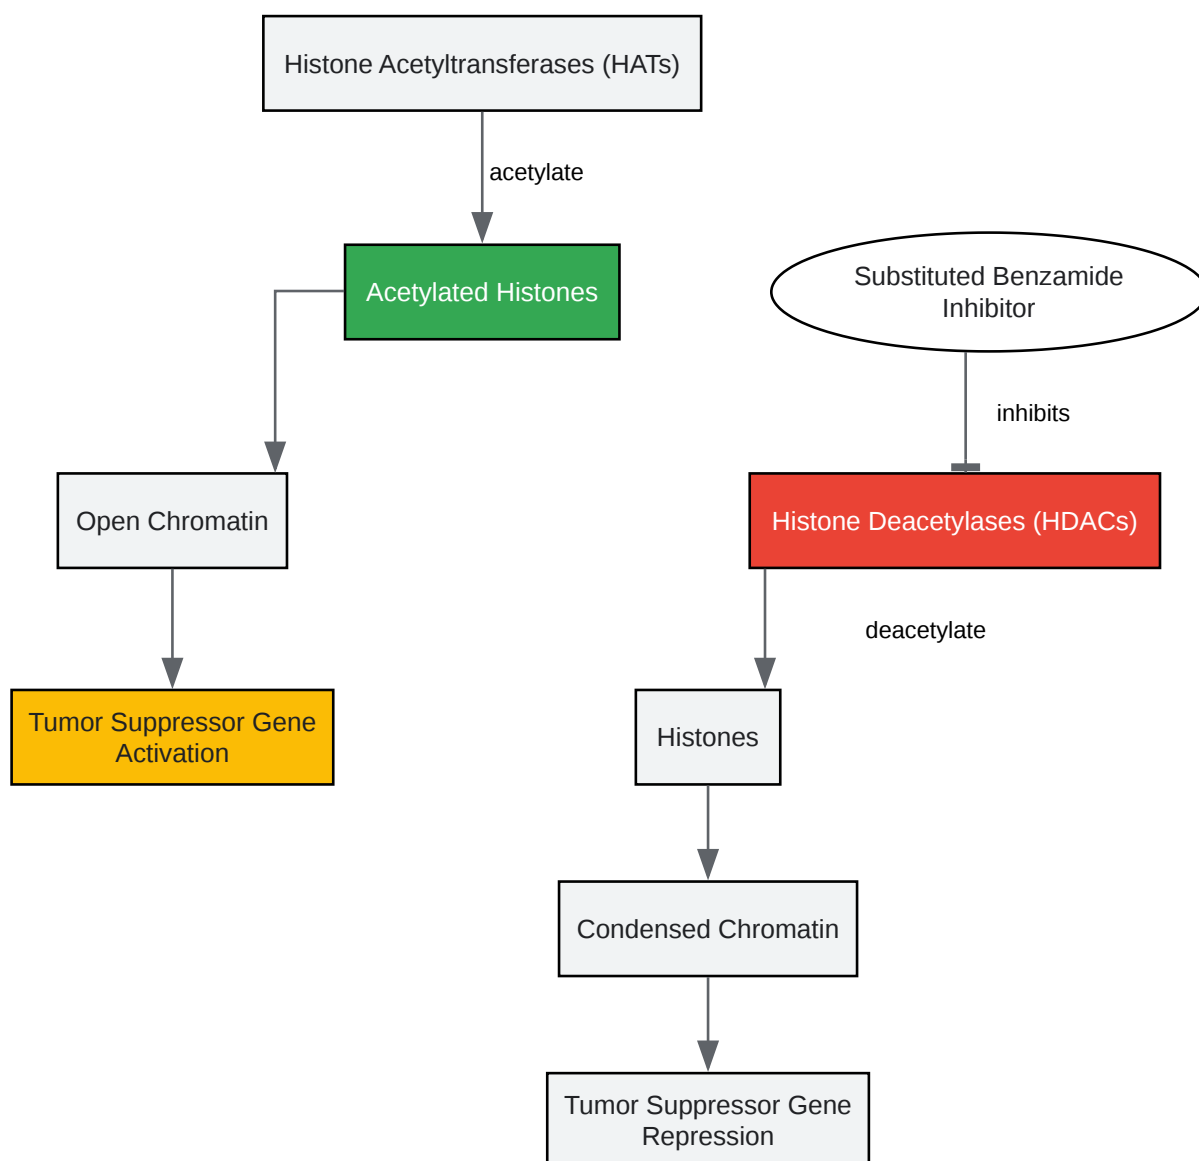 Histone Acetyltransferases (HATs)
acetylate
Acetylated Histones
Substituted Benzamide
Inhibitor
inhibits
Open Chromatin
Histone Deacetylases (HDACs)
deacetylate
Tumor Suppressor Gene
Activation
Histones
Condensed Chromatin
Tumor Suppressor Gene
Repression